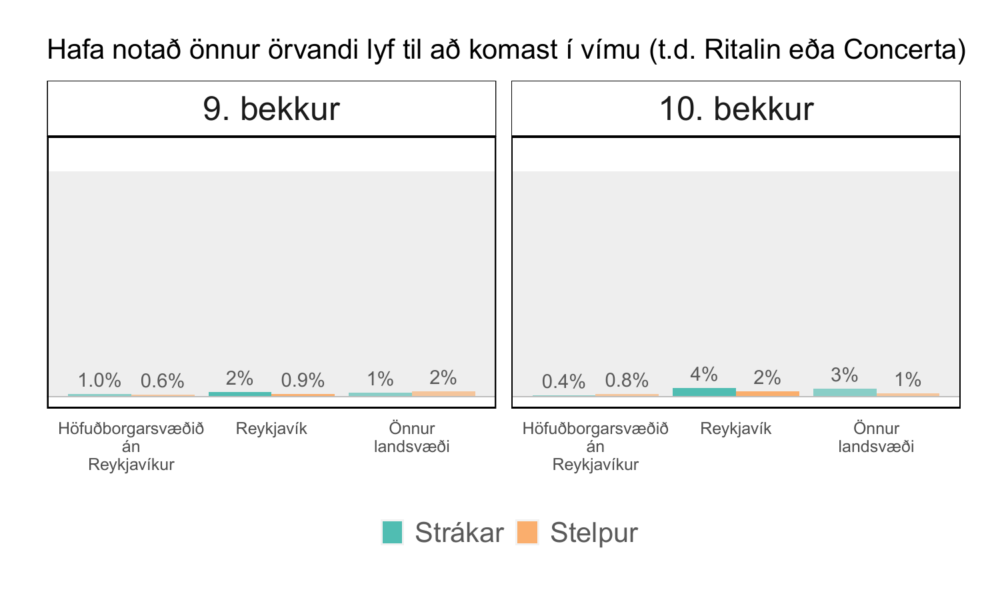 Hafa notað önnur örvandi lyf til að komast í vímu (t.d. Ritalin eða Concerta)
9. bekkur
10. bekkur
1.0% 0.6% 2% 0.9% 1% 2%
0.4% 0.8% 4% 2% 3% 1%
Höfuðborgarsvæðið
án
Reykjavíkur
Reykjavík
Önnur
landsvæði
Höfuðborgarsvæðið
án
Reykjavíkur
Reykjavík
Önnur
landsvæði
Strákar Stelpur